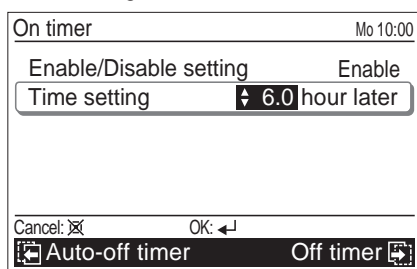 On timer Mo 10:00
Enable/Disable setting Enable
Time setting 6.0 hour later
Cancel: OK:
Auto-off timer Off timer